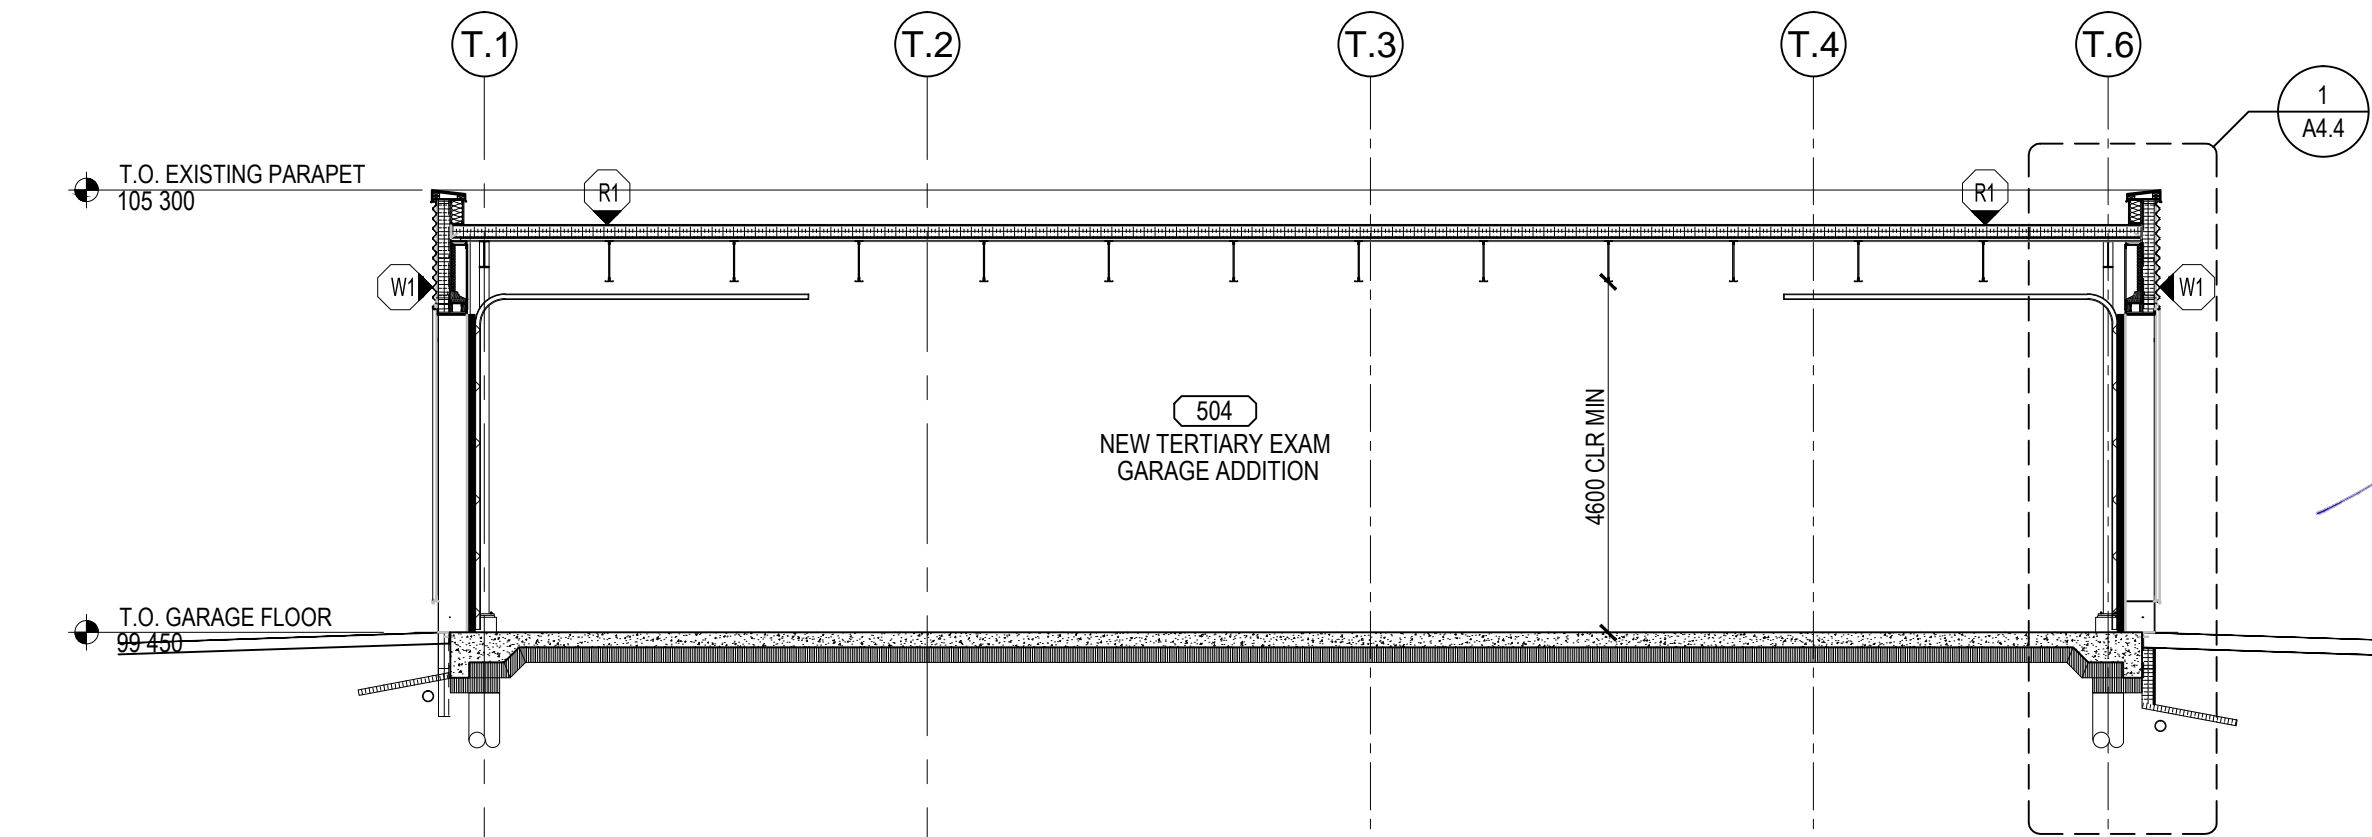 T.1
T.2
T.3
T.4
T.6
1
A4.4
T.O. EXISTING PARAPET
105 300
R1
R1
W1
W1
504
NEW TERTIARY EXAM
GARAGE ADDITION
4600 CLR MIN
T.O. GARAGE FLOOR
99 450